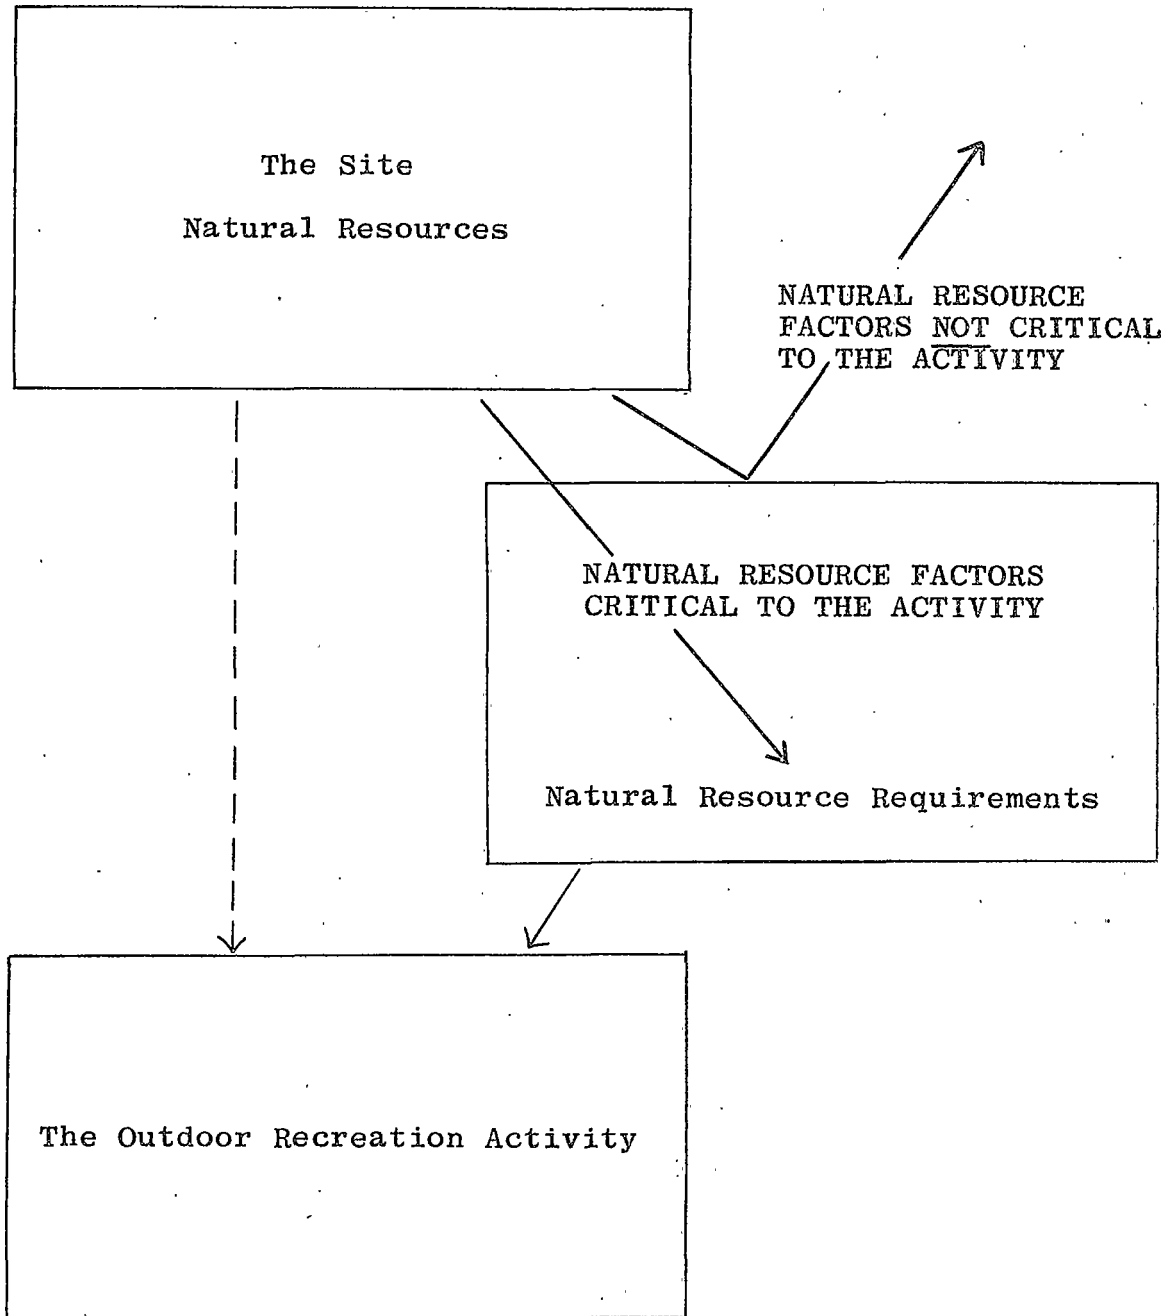 The Site
Natural Resources
NATURAL RESOURCE
FACTORS NOT CRITICAL
TO THE ACTIVITY
NATURAL RESOURCE FACTORS
CRITICAL TO THE ACTIVITY
Natural Resource Requirements
The Outdoor Recreation Activity